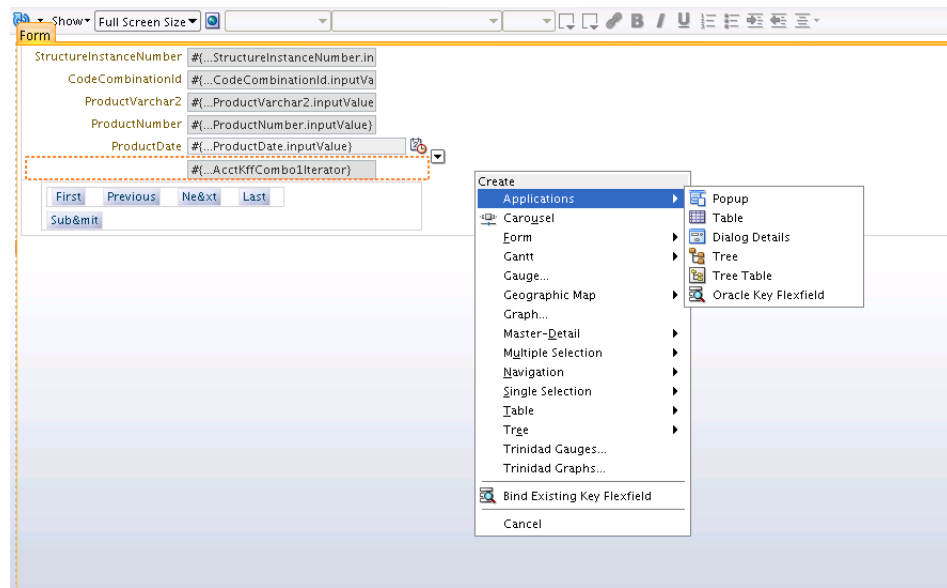 Show Full Screen Size
B I U
Form
StructureInstanceNumber #{...StructureInstanceNumber.in
CodeCombinationId #{...CodeCombinationId.inputVa
ProductVarchar2 #{...ProductVarchar2.inputValue
ProductNumber #{...ProductNumber.inputValue}
ProductDate #{...ProductDate.inputValue}
#{...AcctKffCombo1Iterator}
First Previous Ne&xt Last
Sub&mit
Create
Applications
Carousel
Form
Gantt
Gauge...
Geographic Map
Graph...
Master-Detail
Multiple Selection
Navigation
Single Selection
Table
Tree
Trinidad Gauges...
Trinidad Graphs...
Bind Existing Key Flexfield
Cancel
Popup
Table
Dialog Details
Tree
Tree Table
Oracle Key Flexfield